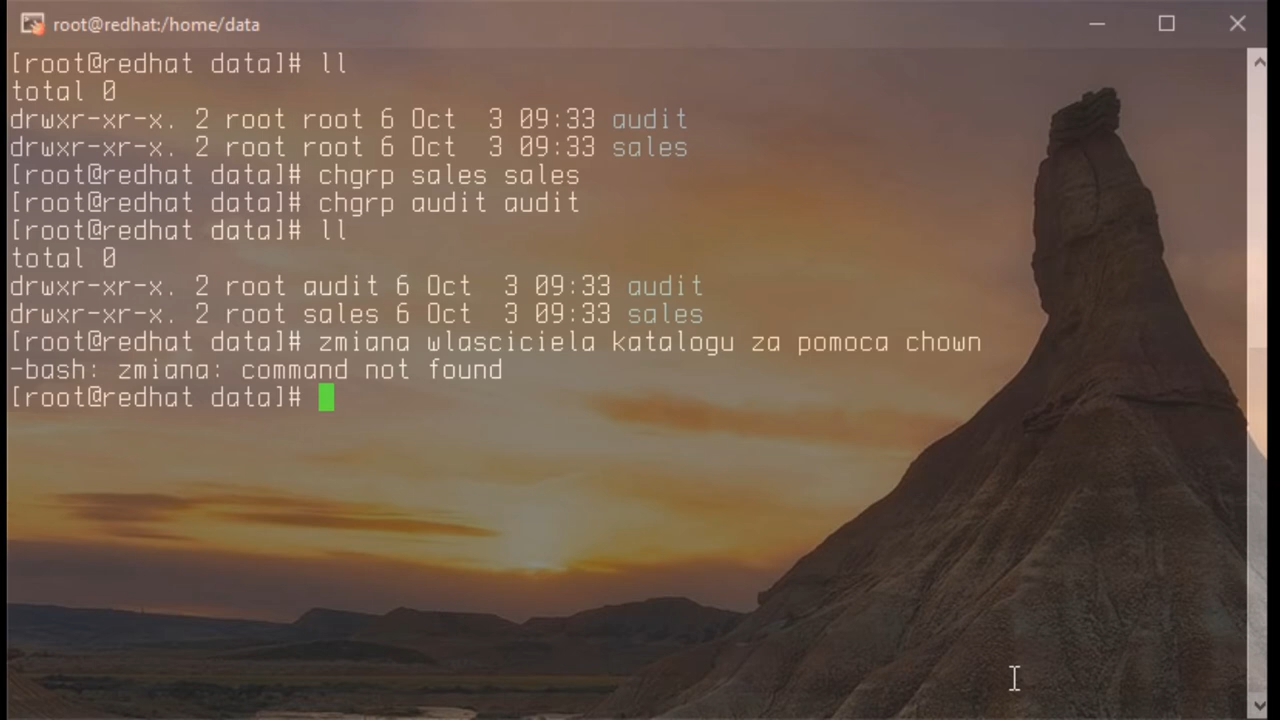 root@redhat:/home/data
[root@redhat data]# ll
total 0
drwxr-xr-x. 2 root root 6 Oct  3 09:33 audit
drwxr-xr-x. 2 root root 6 Oct  3 09:33 sales
[root@redhat data]# chgrp sales sales
[root@redhat data]# chgrp audit audit
[root@redhat data]# ll
total 0
drwxr-xr-x. 2 root audit 6 Oct  3 09:33 audit
drwxr-xr-x. 2 root sales 6 Oct  3 09:33 sales
[root@redhat data]# zmiana wlasciciela katalogu za pomoca chown
-bash: zmiana: command not found
[root@redhat data]#